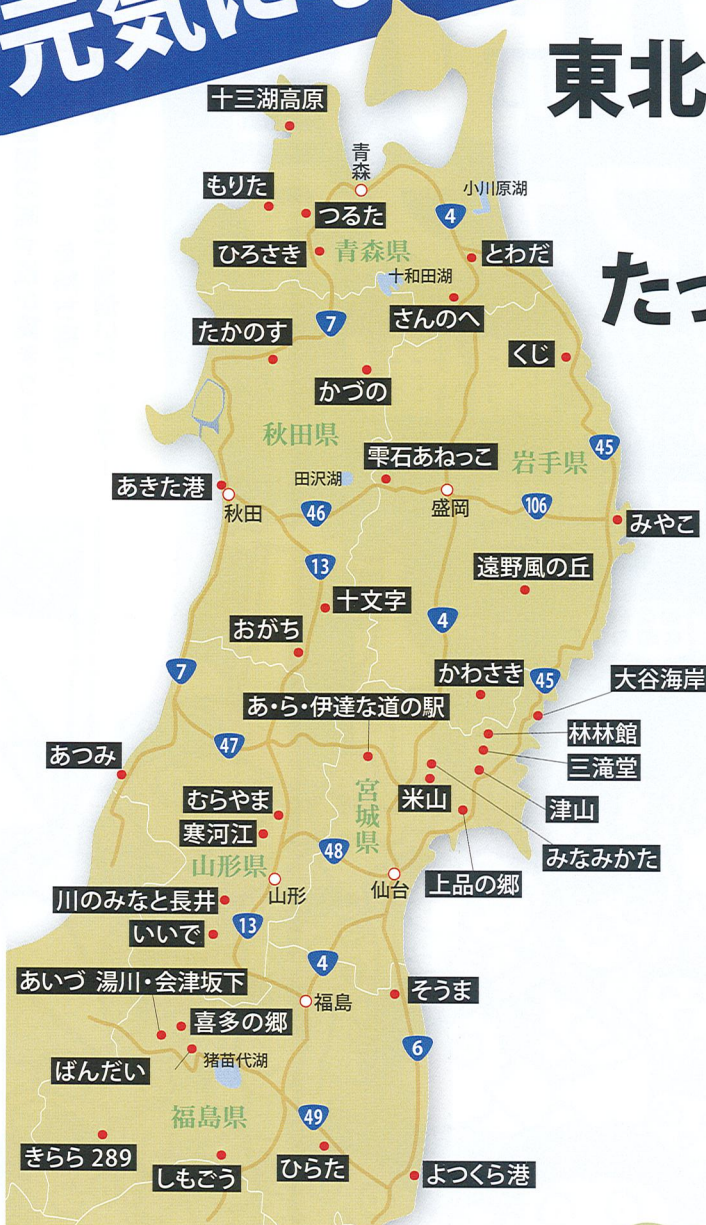 元気に
東北
たっ
十三湖高原
青森
もりた
つるた
小川原湖
4
ひろさき
青森県
とわだ
十和田湖
さんのへ
たかのす
7
くじ
かづの
秋田県
雫石あねっこ
岩手県
45
あきた港
田沢湖
秋田
46
盛岡
106
みやこ
13
遠野風の丘
十文字
4
おがち
7
かわさき
45
大谷海岸
あ・ら・伊達な道の駅
47
林林館
あつみ
三滝堂
むらやま
宮城県
米山
津山
寒河江
48
みなみかた
山形県
山形
仙台
上品の郷
川のみなと長井
13
いいで
4
あいづ 湯川・会津坂下
福島
そうま
喜多の郷
6
ばんだい
猪苗代湖
福島県
49
きらら 289
しもごう
ひらた
よつくら港